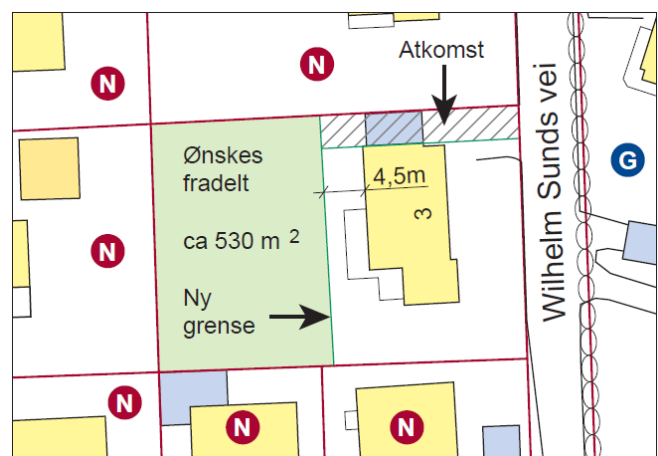 Atkomst
N
N
Wilhelm Sunds vei
G
Ønskes
fradelt
4,5m
3
ca 530 m 2
N
Ny
grense
N
N
N